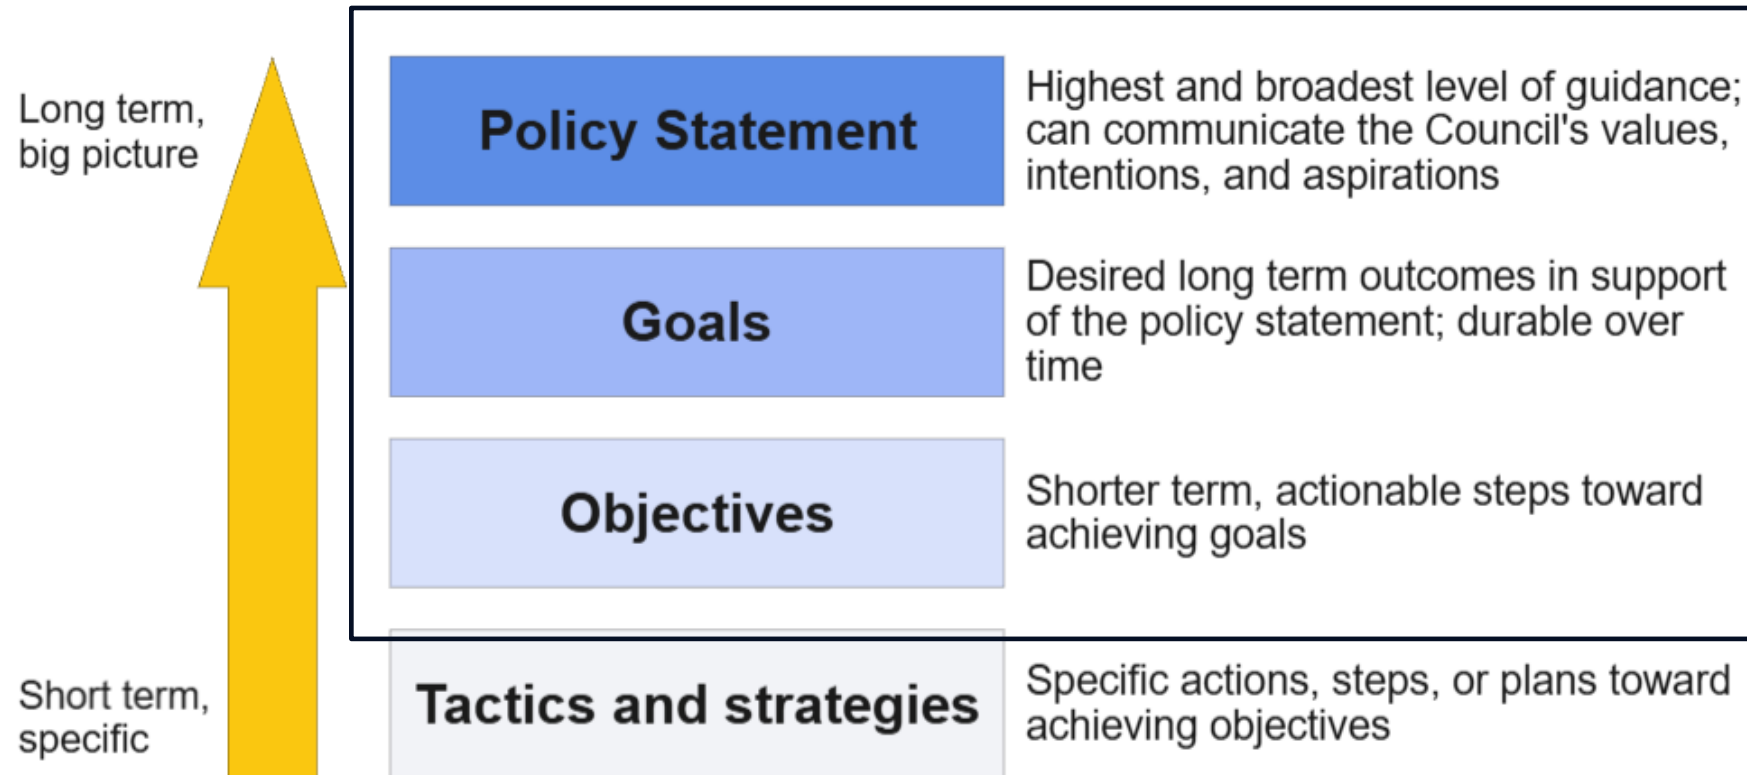 Long term,
big picture
Policy Statement
Highest and broadest level of guidance;
can communicate the Council's values,
intentions, and aspirations
Goals
Desired long term outcomes in support
of the policy statement; durable over
time
Objectives
Shorter term, actionable steps toward
achieving goals
Short term,
specific
Tactics and strategies
Specific actions, steps, or plans toward
achieving objectives